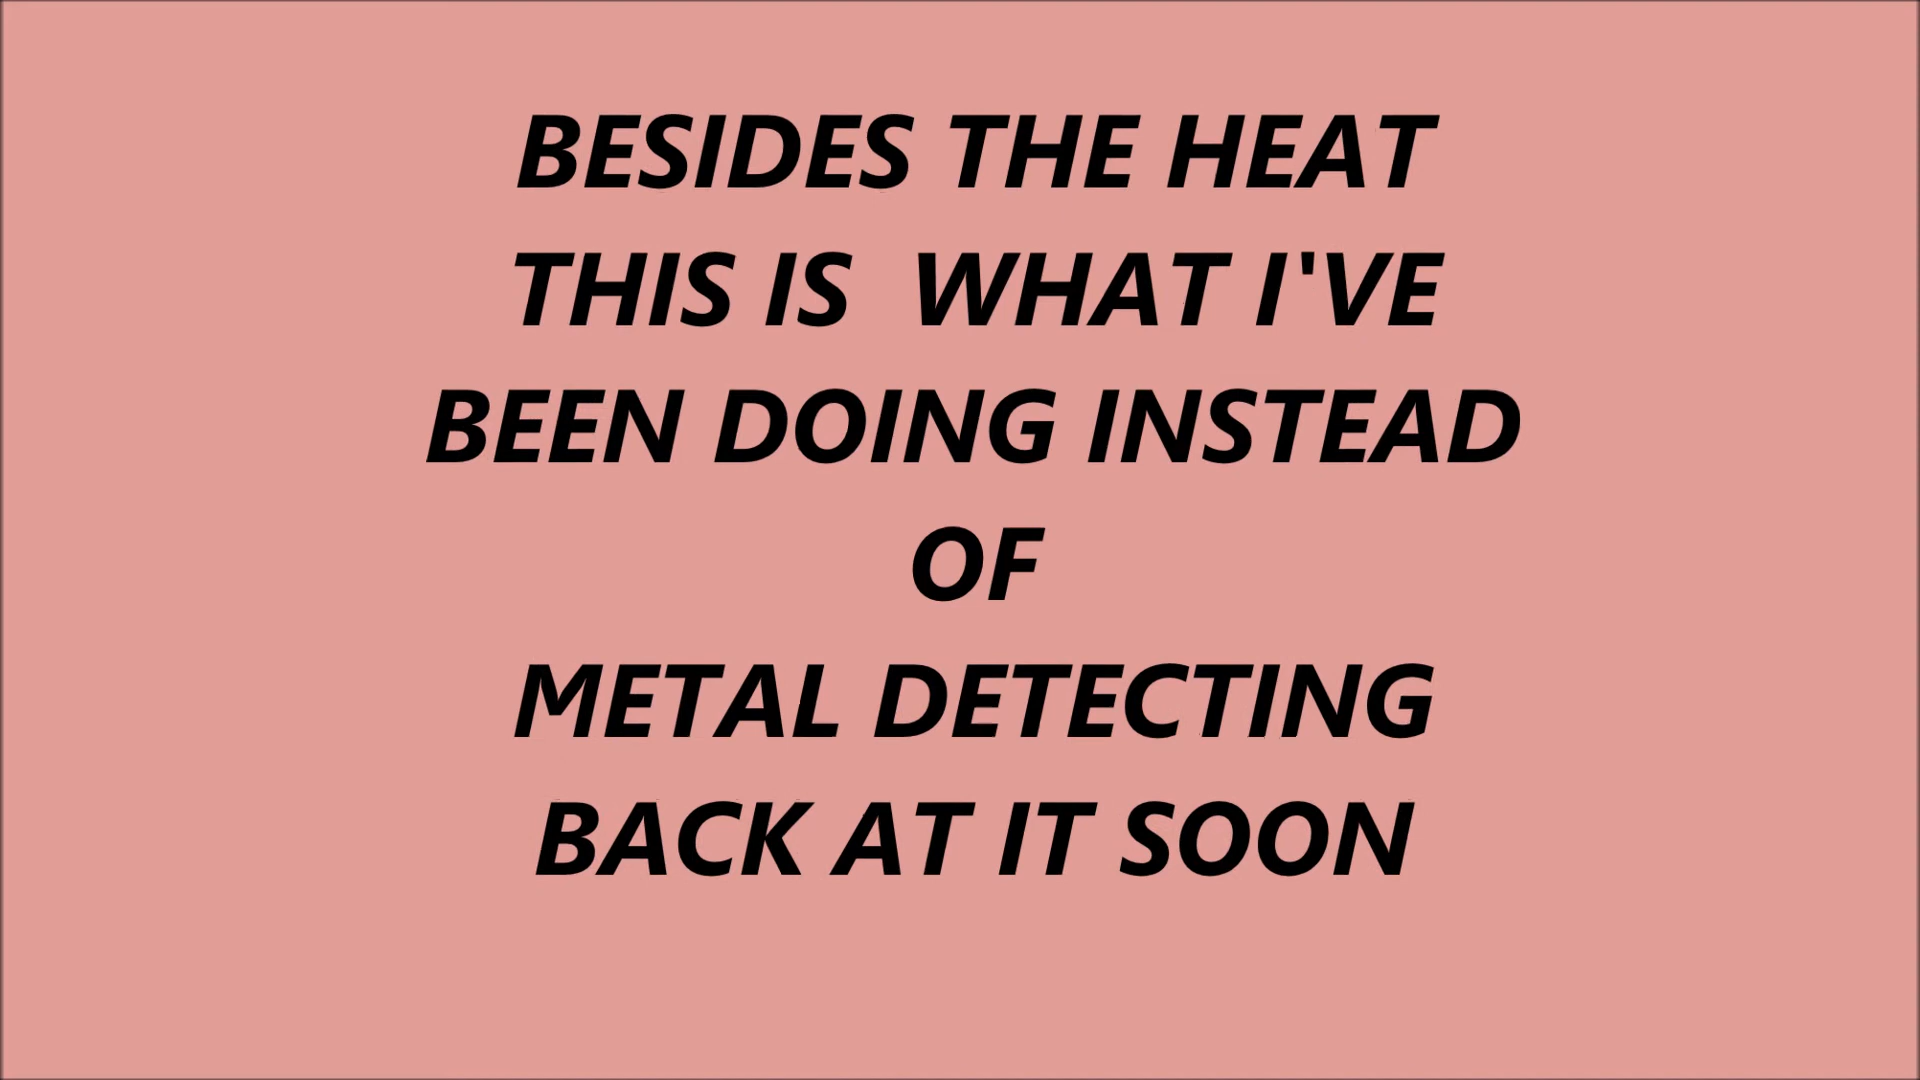 BESIDES THE HEAT
THIS IS  WHAT I'VE
BEEN DOING INSTEAD
OF
METAL DETECTING
BACK AT IT SOON